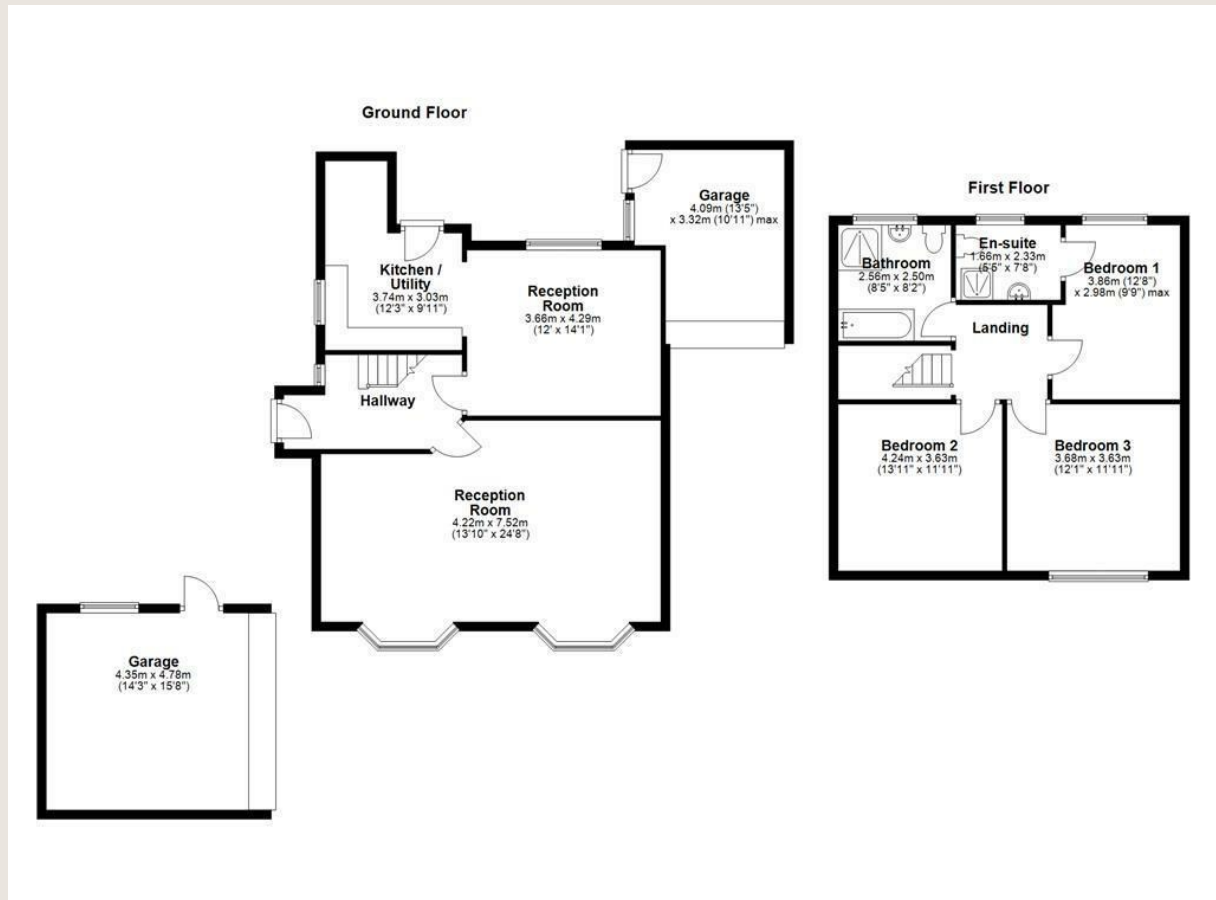 Ground Floor
Garage
4.09m (13'5")
x 3.32m (10'11") max
Kitchen /
Utility
3.74m x 3.03m
(12'3" x 9'11")
Reception
Room
3.66m x 4.29m
(12' x 14'1")
Hallway
Reception
Room
4.22m x 7.52m
(13'10" x 24'8")
Garage
4.35m x 4.78m
(14'3" x 15'8")
First Floor
Bathroom
2.56m x 2.50m
(8'5" x 8'2")
En-suite
1.66m x 2.33m
(5'5" x 7'8")
Bedroom 1
3.86m (12'8")
x 2.98m (9'9") max
Landing
Bedroom 2
4.24m x 3.63m
(13'11" x 11'11")
Bedroom 3
3.68m x 3.63m
(12'1" x 11'11")